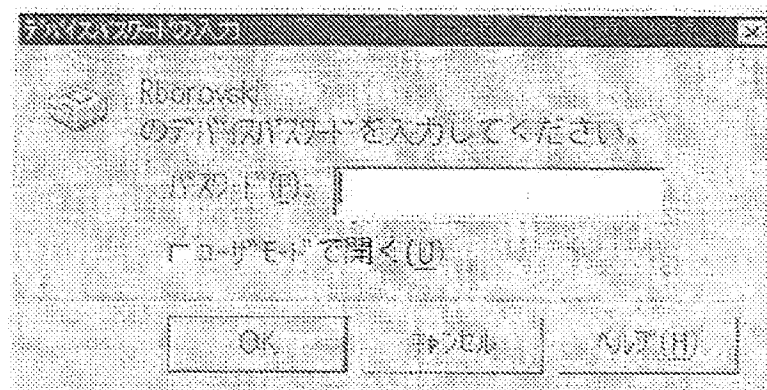 デバイスパスワードの入力
Rborovski
のデバイスパスワードを入力してください。
パスワード(P):
ユーザモードで開く(U)
OK キャンセル ヘルプ(H)